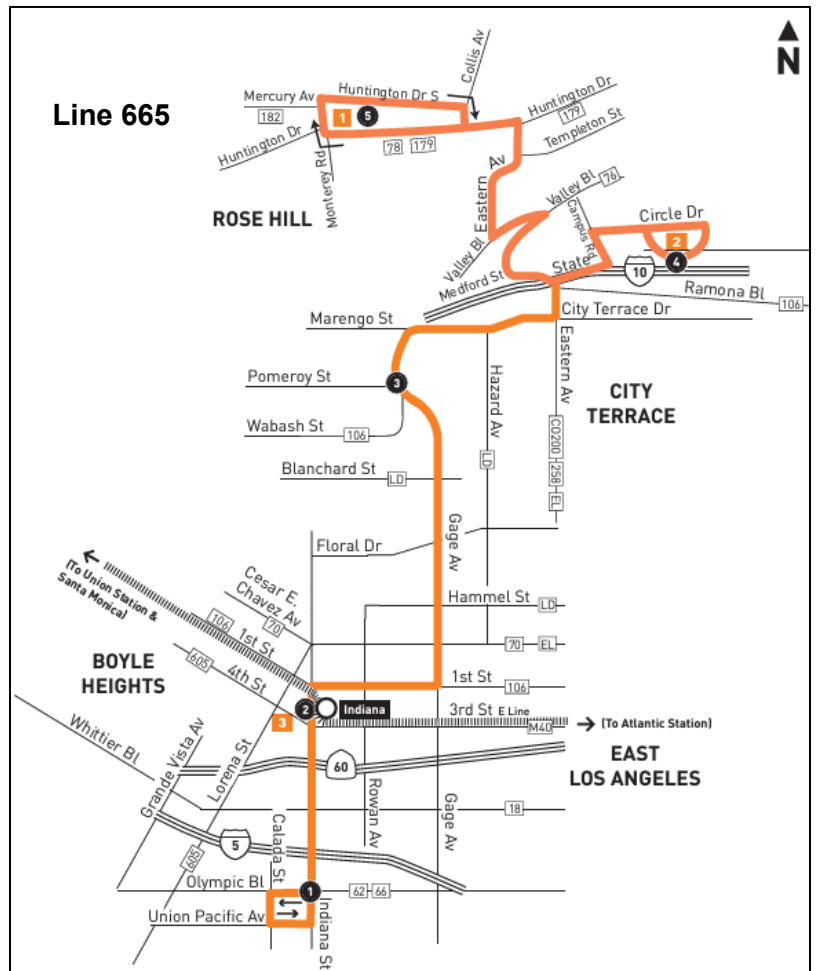 Line 665
N
Collis Av
Mercury Av
Huntington Dr S
182
1
5
Huntington Dr
179
Templeton St
Huntington Dr
78
179
Monterey Rd
ROSE HILL
Eastern Av
Valley Bl
76
Campus Rd
Circle Dr
2
4
Valley Bl
State
10
Medford St
Ramona Bl
106
Marengo St
City Terrace Dr
Pomeroy St
3
Hazard Av
Eastern Av
CITY
TERRACE
Wabash St
106
LD
CO200
258
EL
Blanchard St
LD
Gage Av
Floral Dr
(To Union Station &
Santa Monica)
Cesar E.
Chavez Av
70
Hammel St
LD
106
1st St
70
EL
BOYLE
HEIGHTS
605
4th St
1st St
106
2
Indiana
3
3rd St
E Line
M40
(To Atlantic Station)
Whittier Bl
Grande Vista Av
Lorena St
60
EAST
LOS ANGELES
Rowan Av
Gage Av
18
5
605
Calada St
Olympic Bl
1
62
66
Union Pacific Av
Indiana St